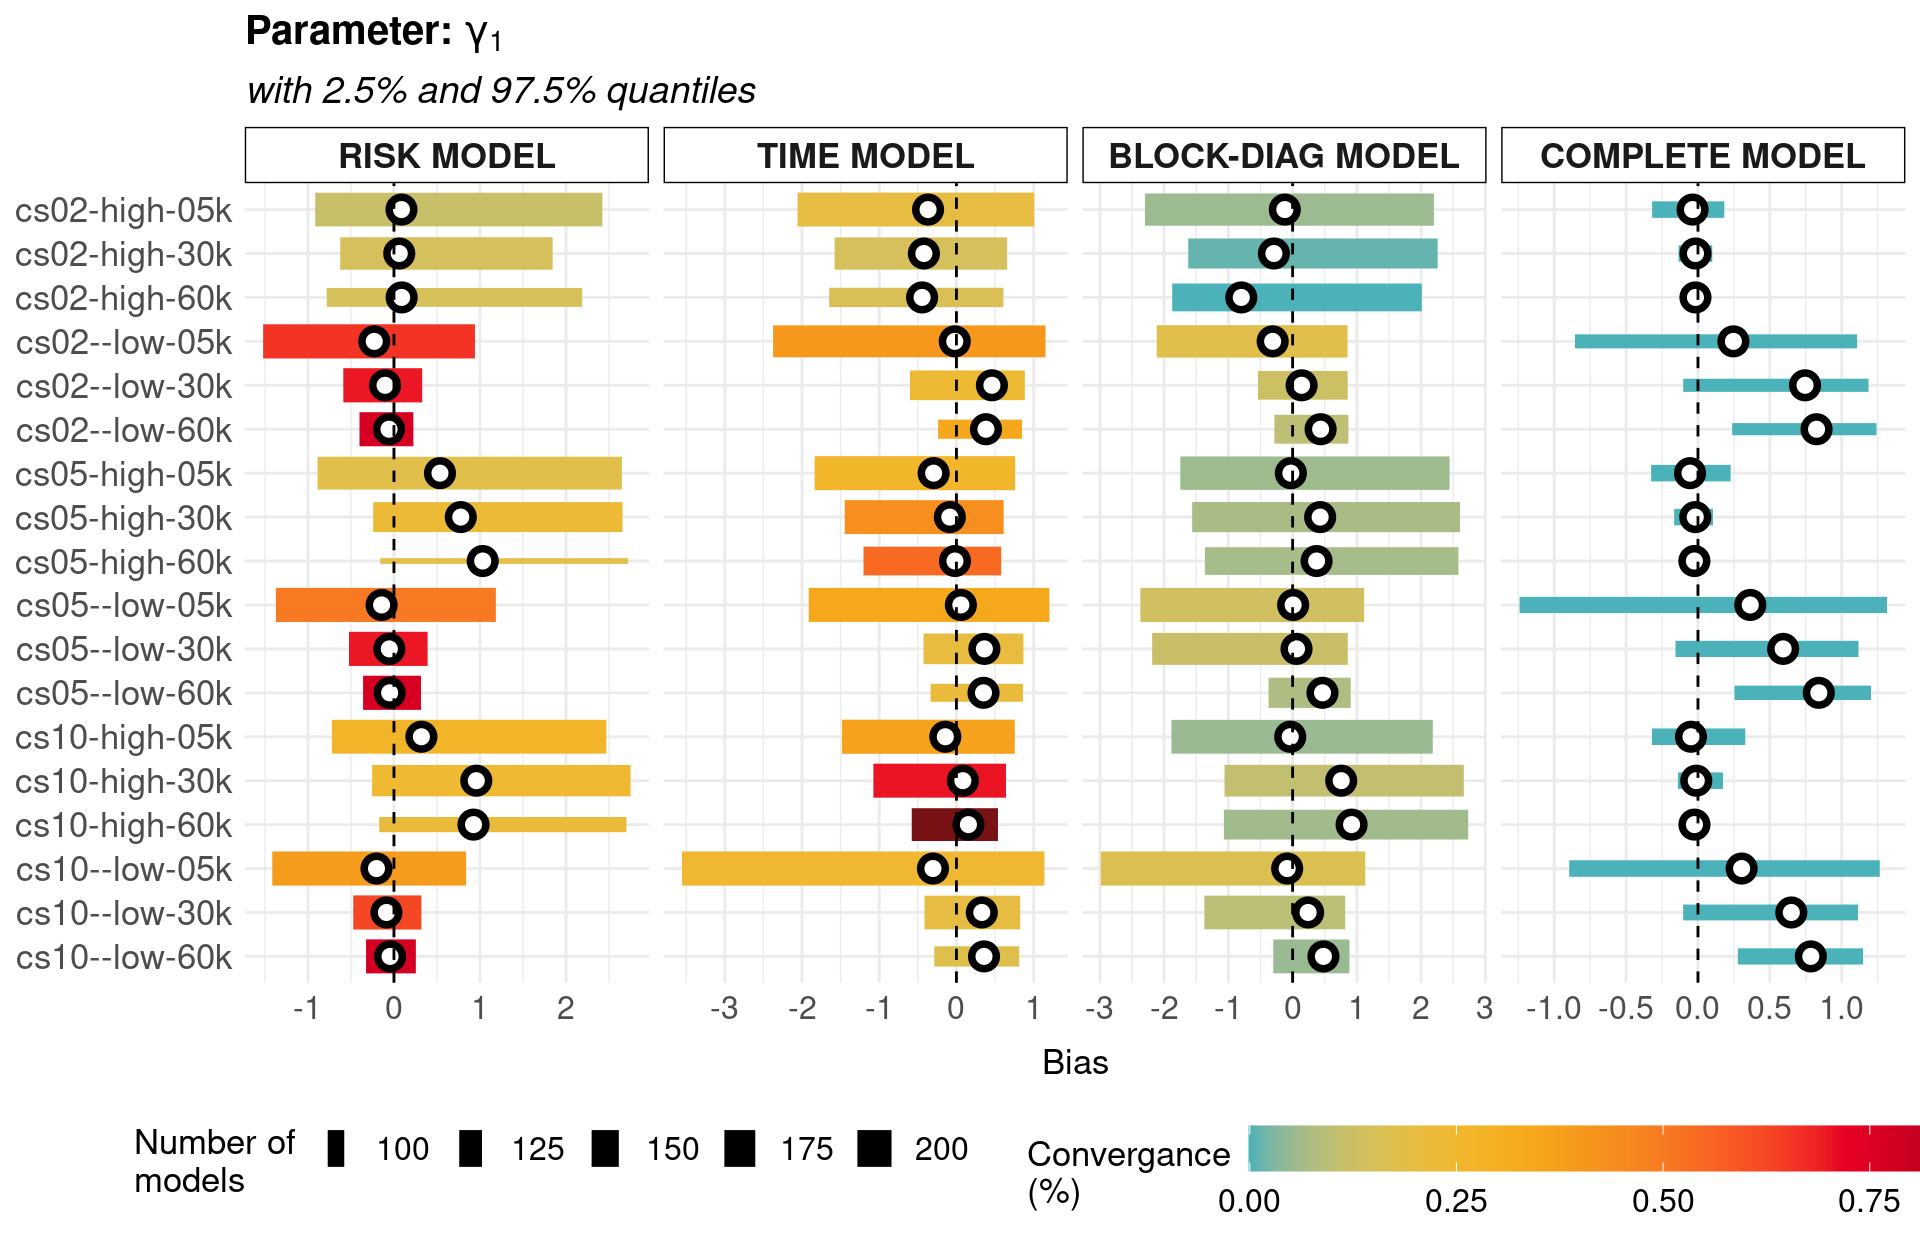 Parameter: γ₁
with 2.5% and 97.5% quantiles
RISK MODEL TIME MODEL BLOCK-DIAG MODEL COMPLETE MODEL
cs02-high-05k
cs02-high-30k
cs02-high-60k
cs02--low-05k
cs02--low-30k
cs02--low-60k
cs05-high-05k
cs05-high-30k
cs05-high-60k
cs05--low-05k
cs05--low-30k
cs05--low-60k
cs10-high-05k
cs10-high-30k
cs10-high-60k
cs10--low-05k
cs10--low-30k
cs10--low-60k
-1 0 1 2 -3 -2 -1 0 1 -3 -2 -1 0 1 2 3 -1.0 -0.5 0.0 0.5 1.0
Bias
Number of
models
100 125 150 175 200
Convergance
(%)
0.00 0.25 0.50 0.75